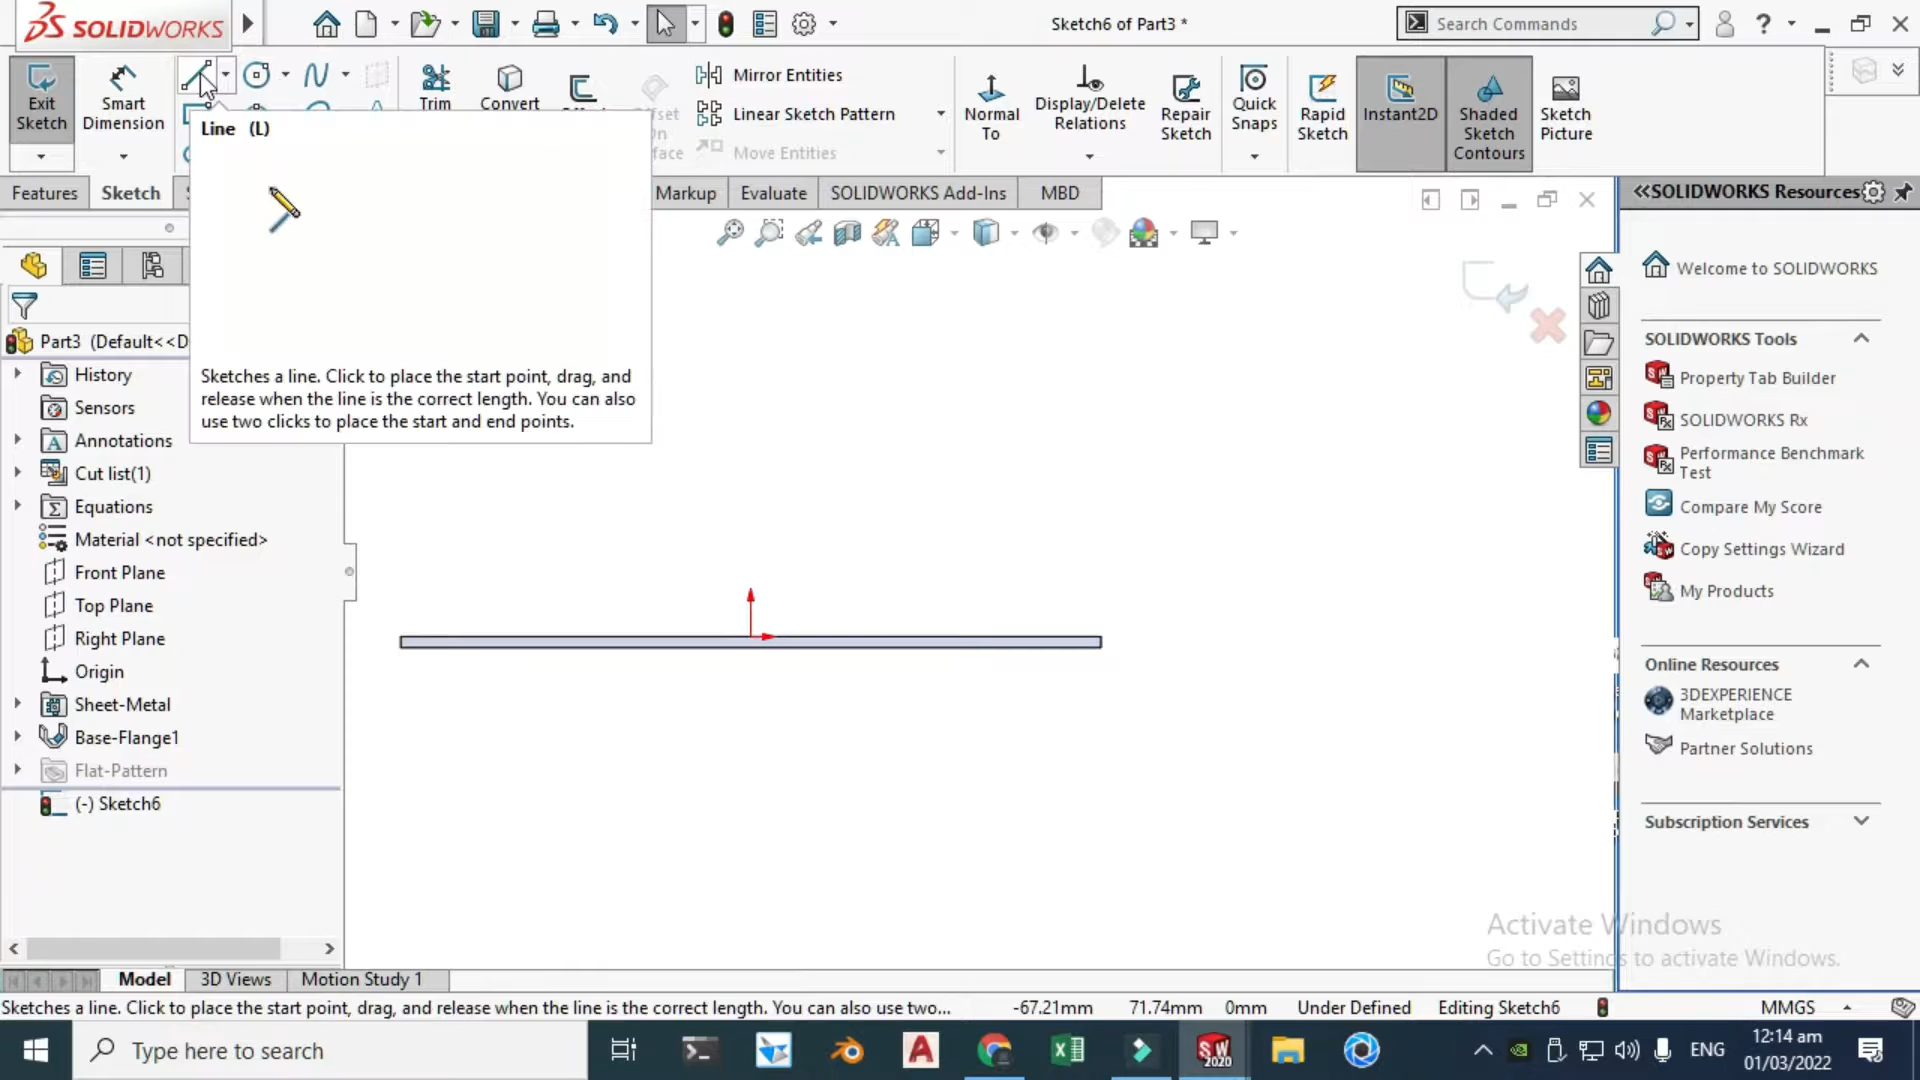 SOLIDWORKS
Sketch6 of Part3 *
Search Commands
?
Exit Sketch
Smart Dimension
Trim
Convert
Mirror Entities
Linear Sketch Pattern
Move Entities
Normal To
Display/Delete Relations
Repair Sketch
Quick Snaps
Rapid Sketch
Instant2D
Shaded Sketch Contours
Sketch Picture
Line (L)
Sketches a line. Click to place the start point, drag, and
release when the line is the correct length. You can also
use two clicks to place the start and end points.
Features
Sketch
Markup
Evaluate
SOLIDWORKS Add-Ins
MBD
Part3 (Default<<D
History
Sensors
Annotations
Cut list(1)
Equations
Material <not specified>
Front Plane
Top Plane
Right Plane
Origin
Sheet-Metal
Base-Flange1
Flat-Pattern
(-) Sketch6
SOLIDWORKS Resources
Welcome to SOLIDWORKS
SOLIDWORKS Tools
Property Tab Builder
SOLIDWORKS Rx
Performance Benchmark
Test
Compare My Score
Copy Settings Wizard
My Products
Online Resources
3DEXPERIENCE
Marketplace
Partner Solutions
Subscription Services
Activate Windows
Go to Settings to activate Windows.
Model
3D Views
Motion Study 1
Sketches a line. Click to place the start point, drag, and release when the line is the correct length. You can also use two...
-67.21mm
71.74mm
0mm
Under Defined
Editing Sketch6
MMGS
Type here to search
SW
2020
ENG
12:14 am
01/03/2022